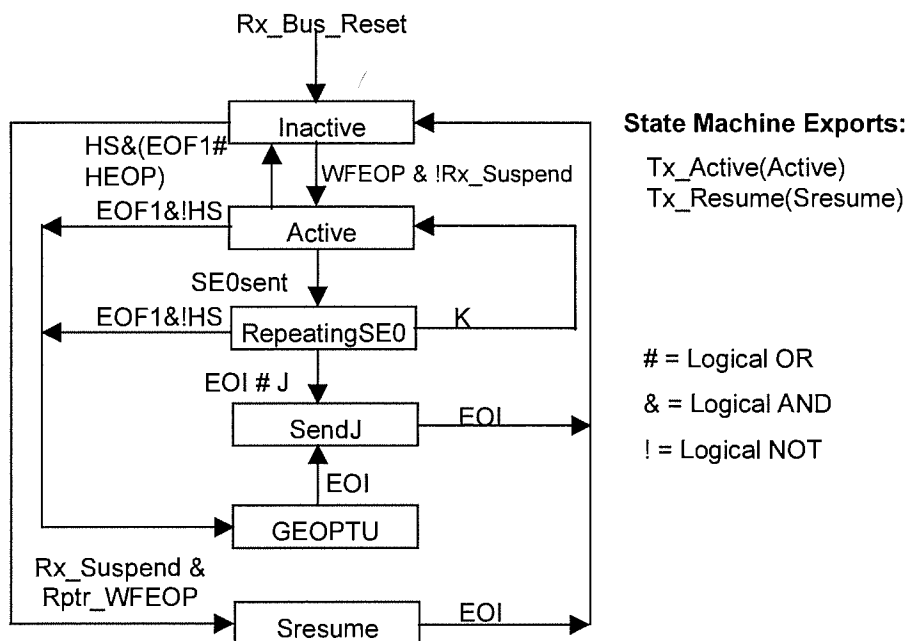 Rx_Bus_Reset
Inactive
State Machine Exports:
HS&(EOF1#
HEOP)
WFEOP & !Rx_Suspend
Tx_Active(Active)
Tx_Resume(Sresume)
EOF1&!HS
Active
SE0sent
EOF1&!HS
RepeatingSE0
K
# = Logical OR
EOI # J
& = Logical AND
SendJ
EOI
! = Logical NOT
EOI
GEOPTU
Rx_Suspend &
Rptr_WFEOP
Sresume
EOI